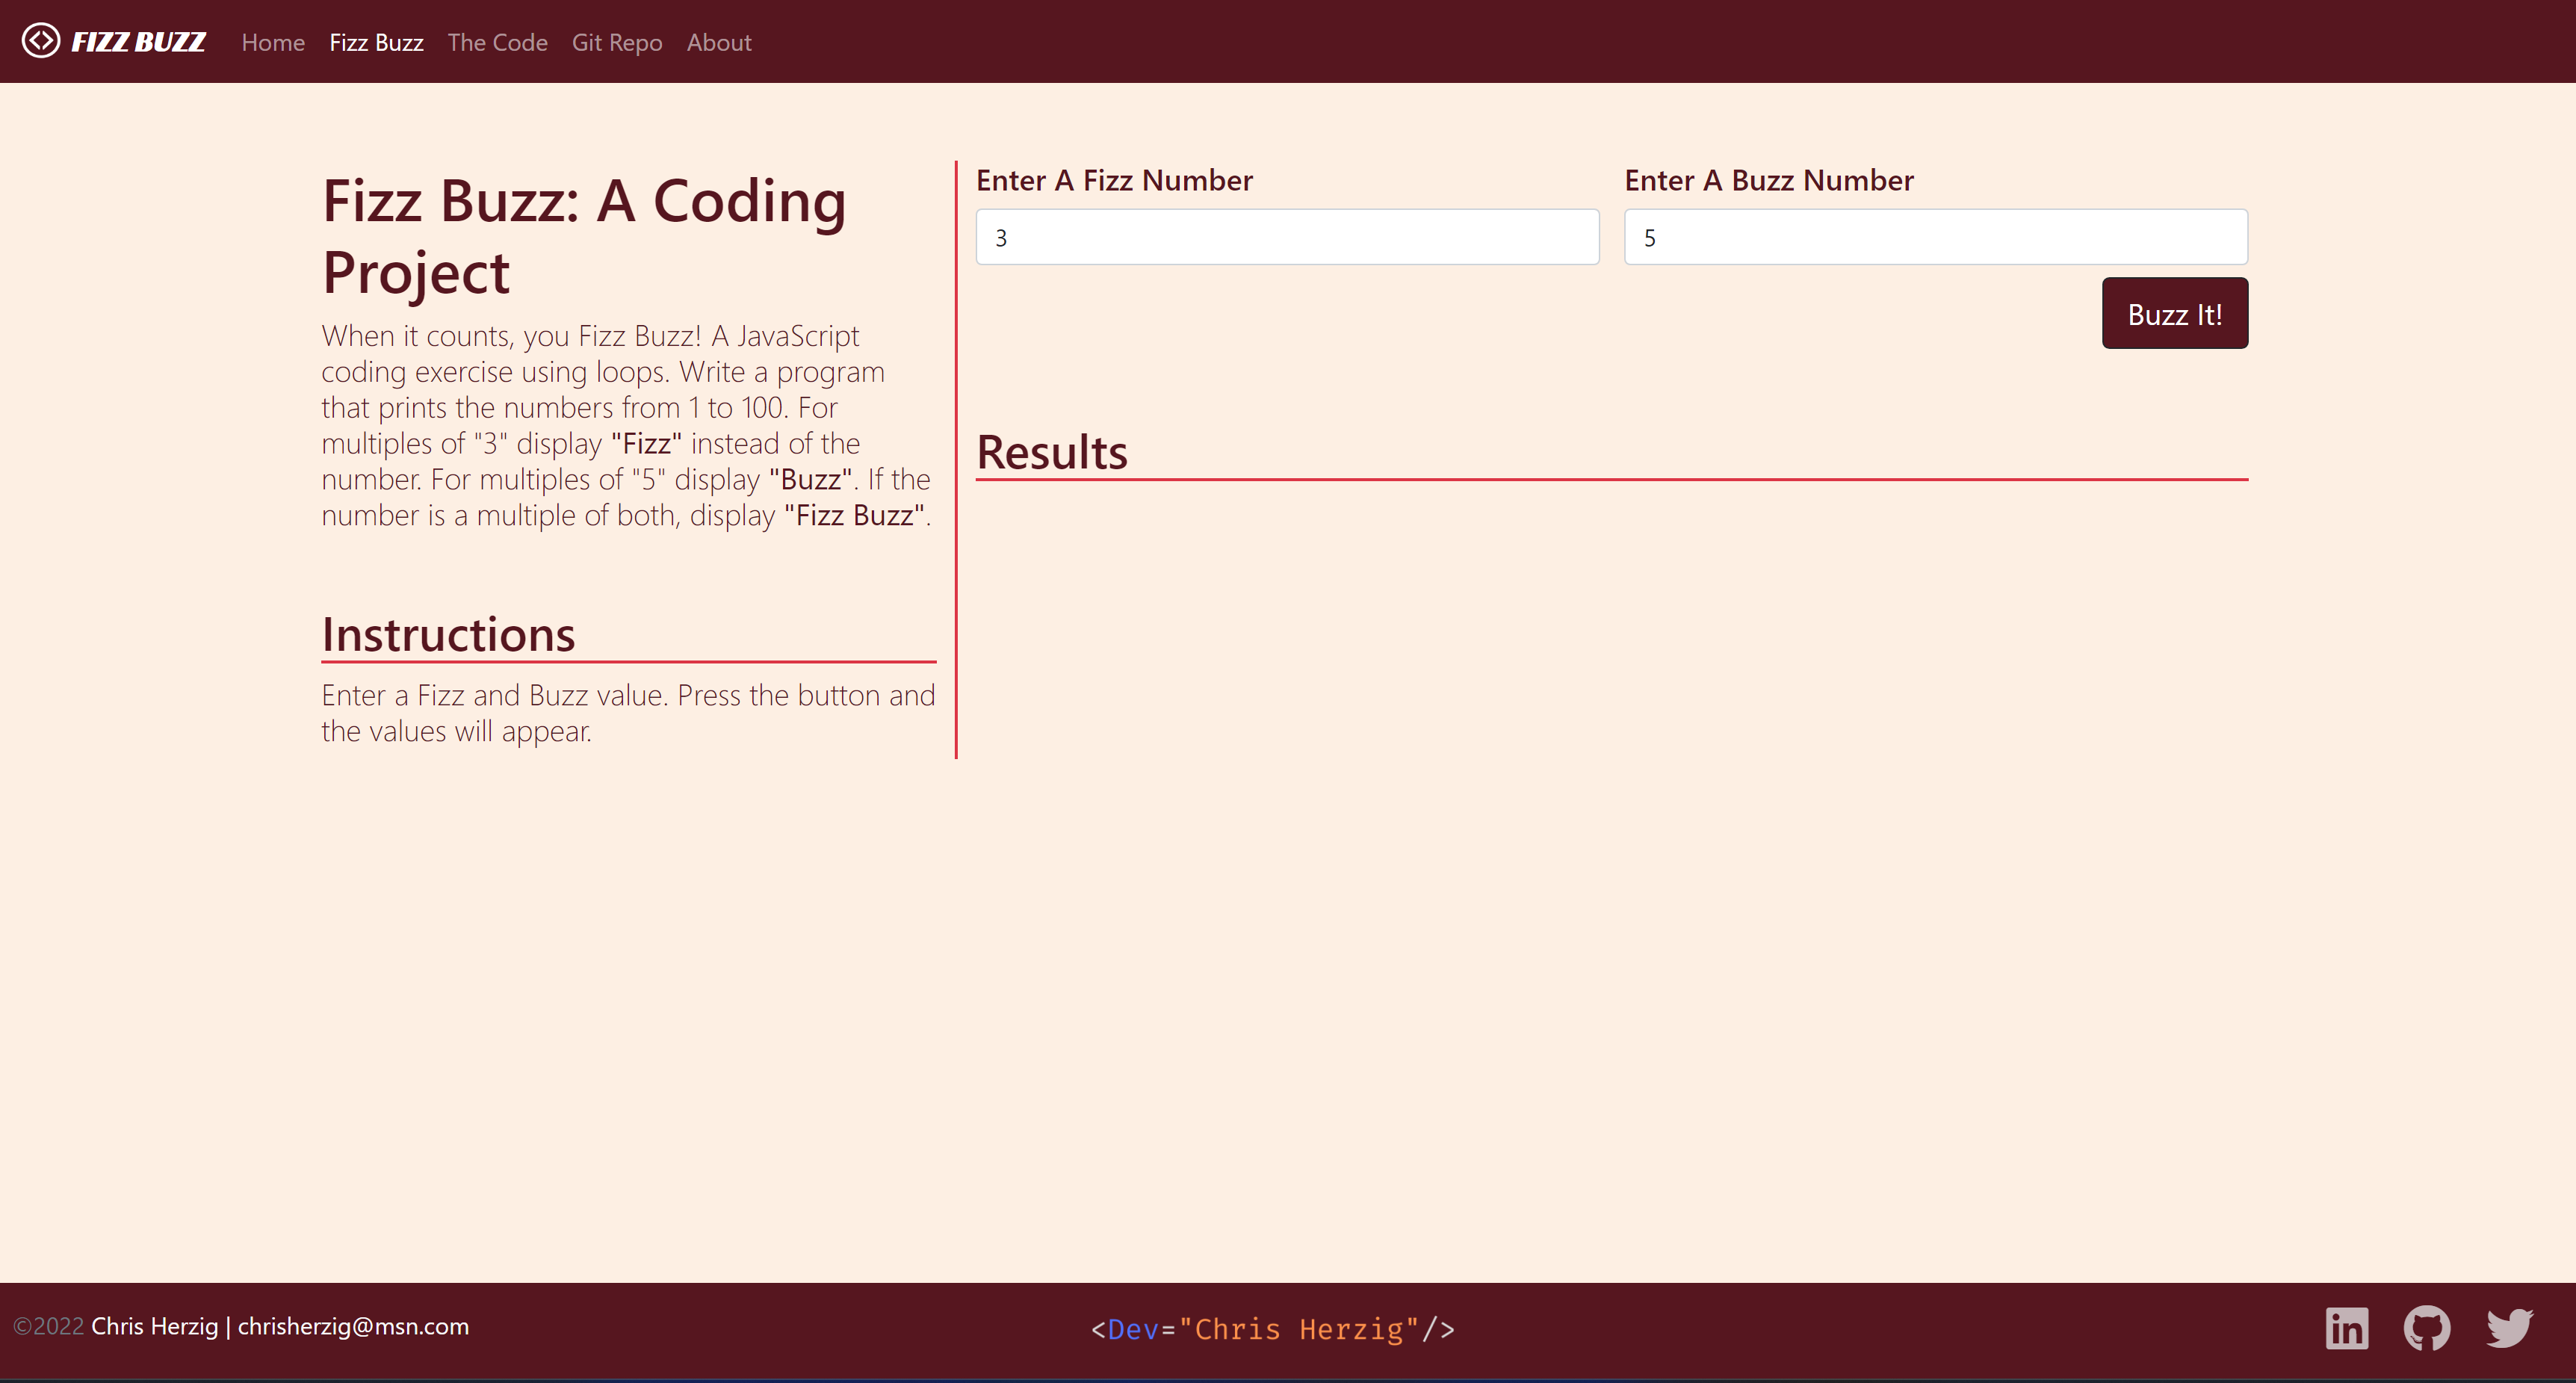 FIZZ BUZZ Home Fizz Buzz The Code Git Repo About
Fizz Buzz: A Coding
Project
When it counts, you Fizz Buzz! A JavaScript
coding exercise using loops. Write a program
that prints the numbers from 1 to 100. For
multiples of "3" display "Fizz" instead of the
number. For multiples of "5" display "Buzz". If the
number is a multiple of both, display "Fizz Buzz".
Instructions
Enter a Fizz and Buzz value. Press the button and
the values will appear.
Enter A Fizz Number
3
Enter A Buzz Number
5
Buzz It!
Results
©2022 Chris Herzig | chrisherzig@msn.com
<Dev="Chris Herzig"/>
in